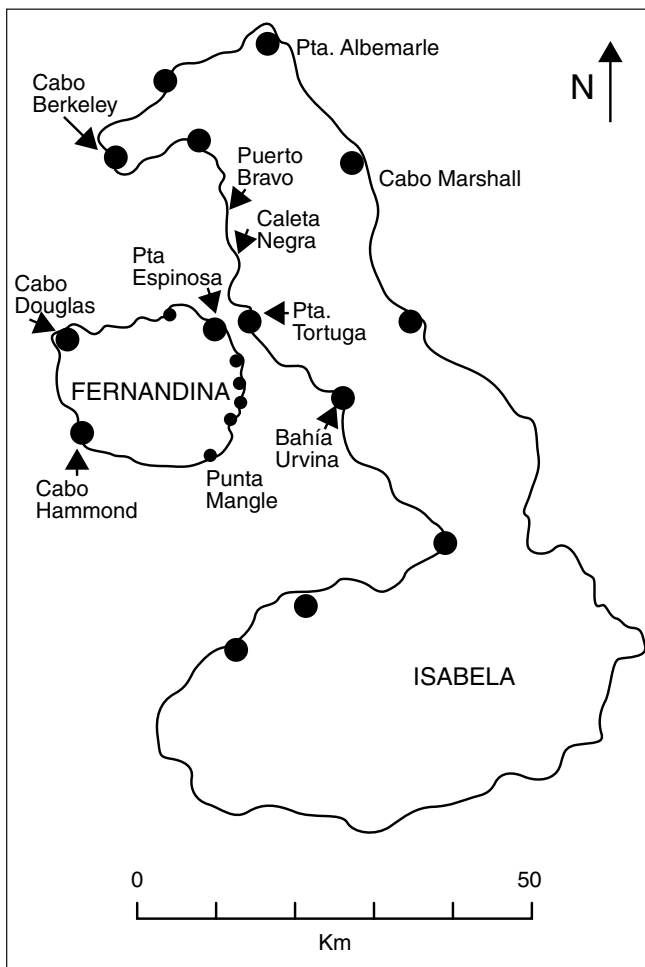 Pta. Albemarle
N
Cabo
Berkeley
Puerto
Bravo
Cabo Marshall
Caleta
Negra
Pta
Espinosa
Cabo
Douglas
Pta.
Tortuga
FERNANDINA
Bahía
Urvina
Punta
Mangle
Cabo
Hammond
ISABELA
0
50
Km